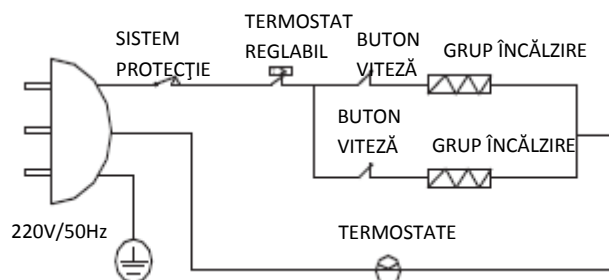 SISTEM
PROTECŢIE
TERMOSTAT
REGLABIL
BUTON
VITEZĂ
GRUP ÎNCĂLZIRE
BUTON
VITEZĂ
GRUP ÎNCĂLZIRE
220V/50Hz
TERMOSTATE